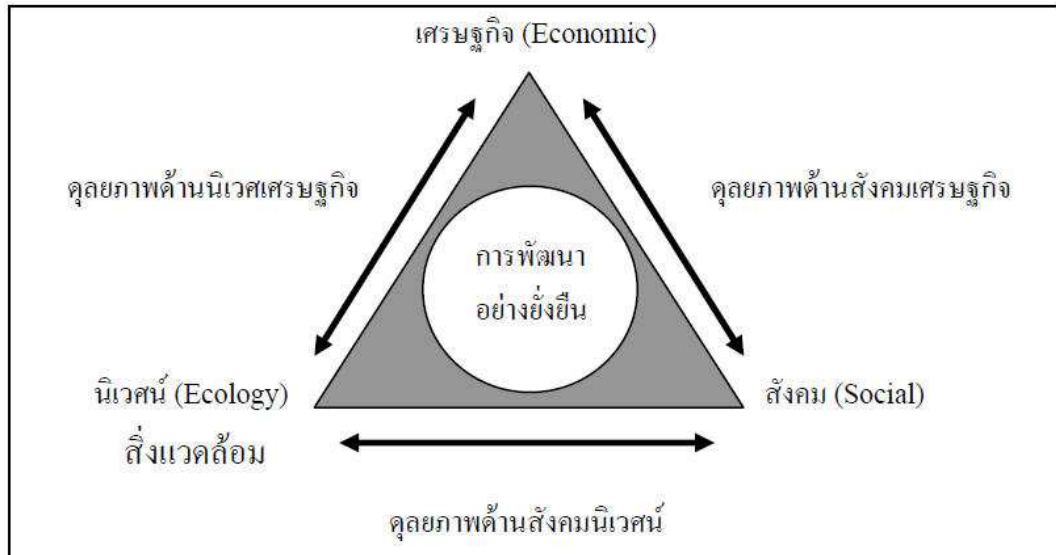 เศรษฐกิจ (Economic)
ดุลยภาพด้านนิเวศเศรษฐกิจ
ดุลยภาพด้านสังคมเศรษฐกิจ
การพัฒนา
อย่างยั่งยืน
นิเวศน์ (Ecology)
สังคม (Social)
สิ่งแวดล้อม
ดุลยภาพด้านสังคมนิเวศน์